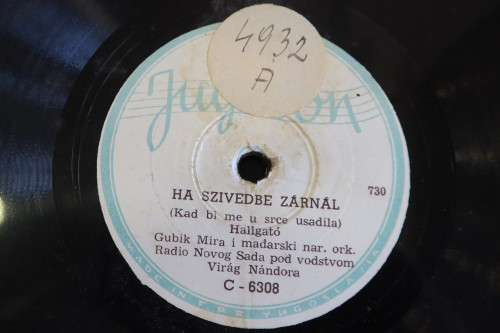 4932
A
Jugoton
HA SZIVEDBE ZÁRNÁL
730
(Kad bi me u srce usadila)
Hallgató
Gubik Mira i mađarski nar. ork.
Radio Novog Sada pod vodstvom
Virág Nándora
C - 6308
MADE IN F.P.R. YUGOSLAVIA